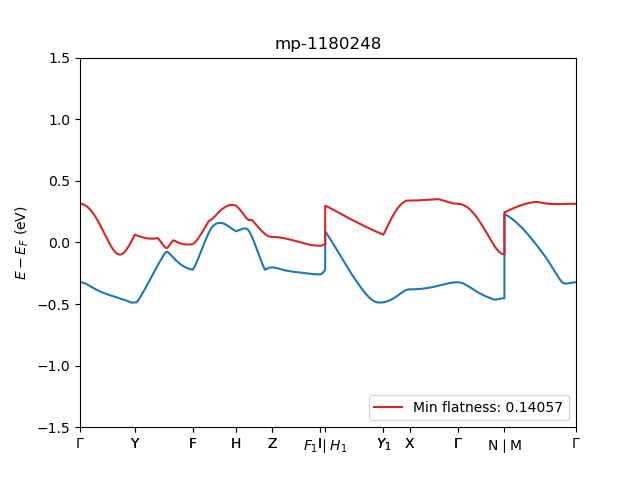 mp-1180248
E − E_F (eV)
1.5
1.0
0.5
0.0
−0.5
−1.0
−1.5
Min flatness: 0.14057
Γ Y F H Z F₁I | H₁ Y₁ X Γ N | M Γ